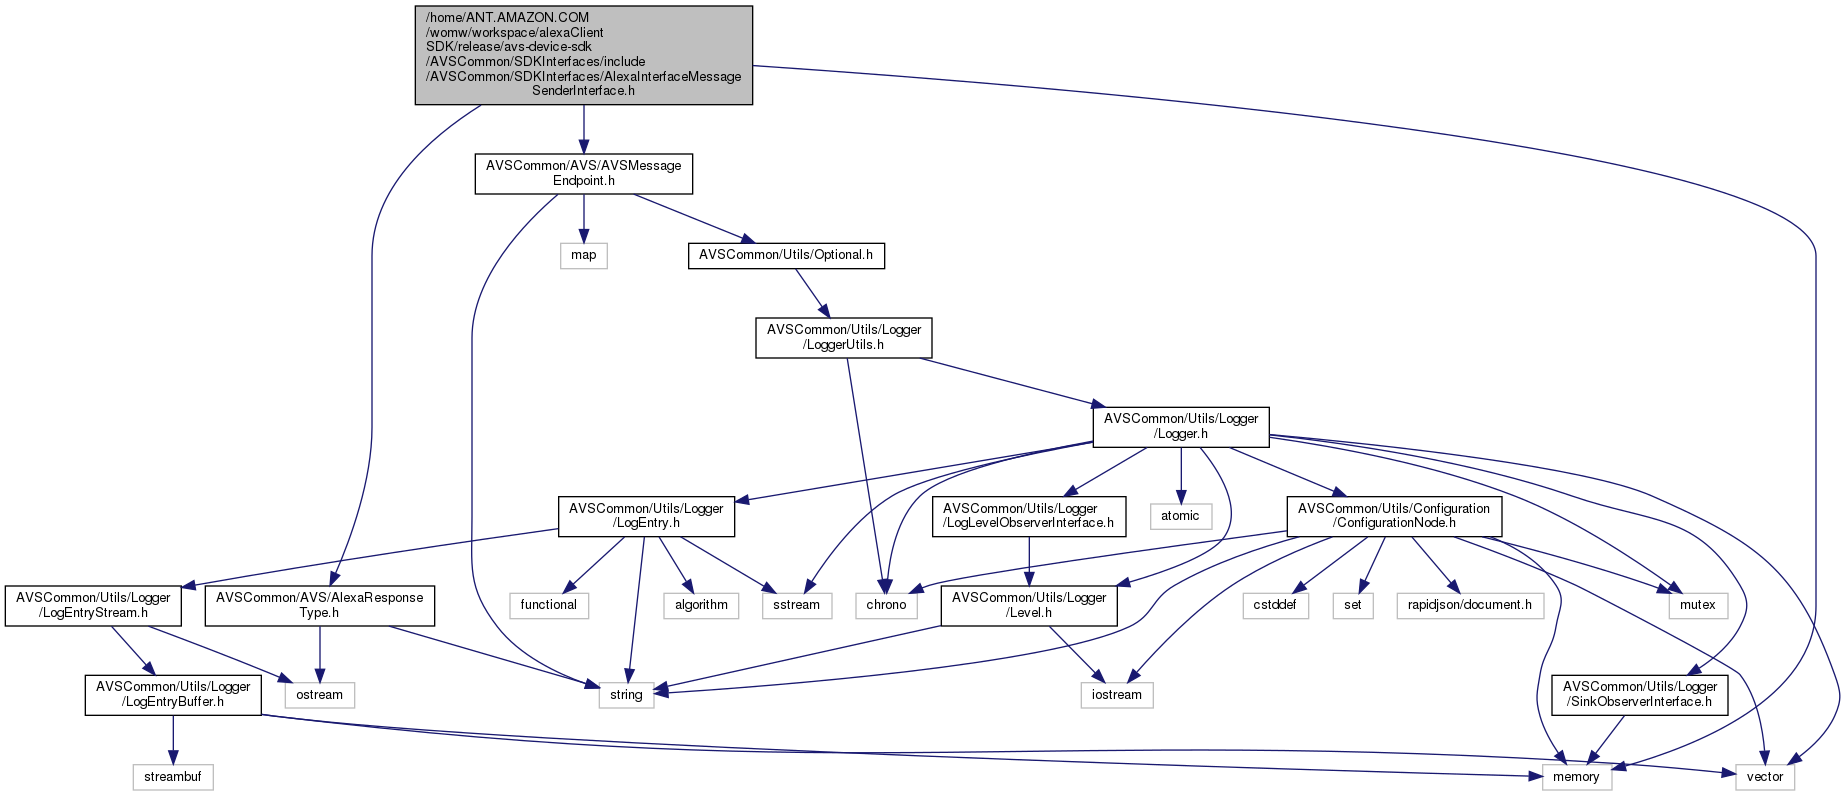 /home/ANT.AMAZON.COM
/womw/workspace/alexaClient
SDK/release/avs-device-sdk
/AVSCommon/SDKInterfaces/include
/AVSCommon/SDKInterfaces/AlexaInterfaceMessage
SenderInterface.h
AVSCommon/AVS/AVSMessage
Endpoint.h
map
AVSCommon/Utils/Optional.h
AVSCommon/Utils/Logger
/LoggerUtils.h
AVSCommon/Utils/Logger
/Logger.h
AVSCommon/Utils/Logger
/LogEntry.h
AVSCommon/Utils/Logger
/LogLevelObserverInterface.h
atomic
AVSCommon/Utils/Configuration
/ConfigurationNode.h
AVSCommon/Utils/Logger
/LogEntryStream.h
AVSCommon/AVS/AlexaResponse
Type.h
functional
algorithm
sstream
chrono
AVSCommon/Utils/Logger
/Level.h
cstddef
set
rapidjson/document.h
mutex
AVSCommon/Utils/Logger
/LogEntryBuffer.h
ostream
string
iostream
AVSCommon/Utils/Logger
/SinkObserverInterface.h
streambuf
memory
vector